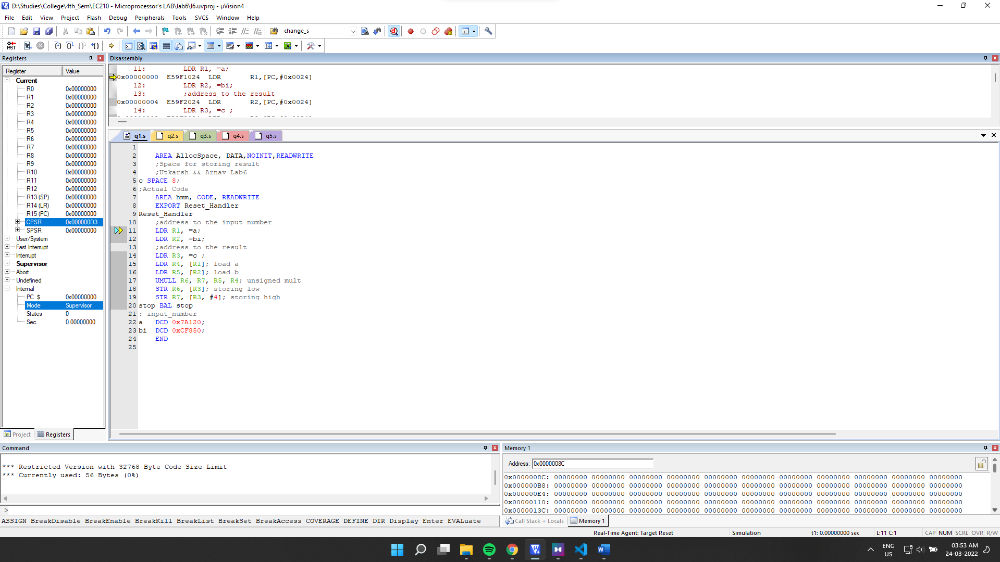 D:\Studies\College\4th_Sem\EC210 - Microprocessor's LAB\lab6\l6.uvproj - µVision4
File Edit View Project Flash Debug Peripherals Tools SVCS Window Help
change_s
Registers
Register Value
Current
R0 0x00000000
R1 0x00000000
R2 0x00000000
R3 0x00000000
R4 0x00000000
R5 0x00000000
R6 0x00000000
R7 0x00000000
R8 0x00000000
R9 0x00000000
R10 0x00000000
R11 0x00000000
R12 0x00000000
R13 (SP) 0x00000000
R14 (LR) 0x00000000
R15 (PC) 0x00000000
CPSR 0x000000D3
SPSR 0x00000000
User/System
Fast Interrupt
Interrupt
Supervisor
Abort
Undefined
Internal
PC $ 0x00000000
Mode Supervisor
States 0
Sec 0.00000000
Project Registers
Disassembly
11: LDR R1, =a;
0x00000000 E59F1024 LDR R1,[PC,#0x0024]
12: LDR R2, =bi;
13: ;address to the result
0x00000004 E59F2024 LDR R2,[PC,#0x0024]
14: LDR R3, =c ;
q1.s q2.s q3.s q4.s q5.s
1
2 AREA AllocSpace, DATA,NOINIT,READWRITE
3 ;Space for storing result
4 ;Utkarsh && Arnav Lab6
5 c SPACE 8;
6 ;Actual Code
7 AREA hmm, CODE, READWRITE
8 EXPORT Reset_Handler
9 Reset_Handler
10 ;address to the input number
11 LDR R1, =a;
12 LDR R2, =bi;
13 ;address to the result
14 LDR R3, =c ;
15 LDR R4, [R1]; load a
16 LDR R5, [R2]; load b
17 UMULL R6, R7, R5, R4; unsigned mult
18 STR R6, [R3]; storing low
19 STR R7, [R3, #4]; storing high
20 stop BAL stop
21 ; input_number
22 a DCD 0x7A120;
23 bi DCD 0xCF850;
24 END
25
Command
*** Restricted Version with 32768 Byte Code Size Limit
*** Currently used: 56 Bytes (0%)
>
ASSIGN BreakDisable BreakEnable BreakKill BreakList BreakSet BreakAccess COVERAGE DEFINE DIR Display Enter EVALuate
Memory 1
Address: 0x0000008C
0x0000008C: 00000000 00000000 00000000 00000000 00000000 00000000 00000000 00000000 00000000 00000000 00000000
0x000000B8: 00000000 00000000 00000000 00000000 00000000 00000000 00000000 00000000 00000000 00000000 00000000
0x000000E4: 00000000 00000000 00000000 00000000 00000000 00000000 00000000 00000000 00000000 00000000 00000000
0x00000110: 00000000 00000000 00000000 00000000 00000000 00000000 00000000 00000000 00000000 00000000 00000000
0x0000013C: 00000000 00000000 00000000 00000000 00000000 00000000 00000000 00000000 00000000 00000000 00000000
Call Stack + Locals Memory 1
Real-Time Agent: Target Reset Simulation t1: 0.00000000 sec L:11 C:1 CAP NUM SCRL OVR R/W
ENG
US
03:53 AM
24-03-2022